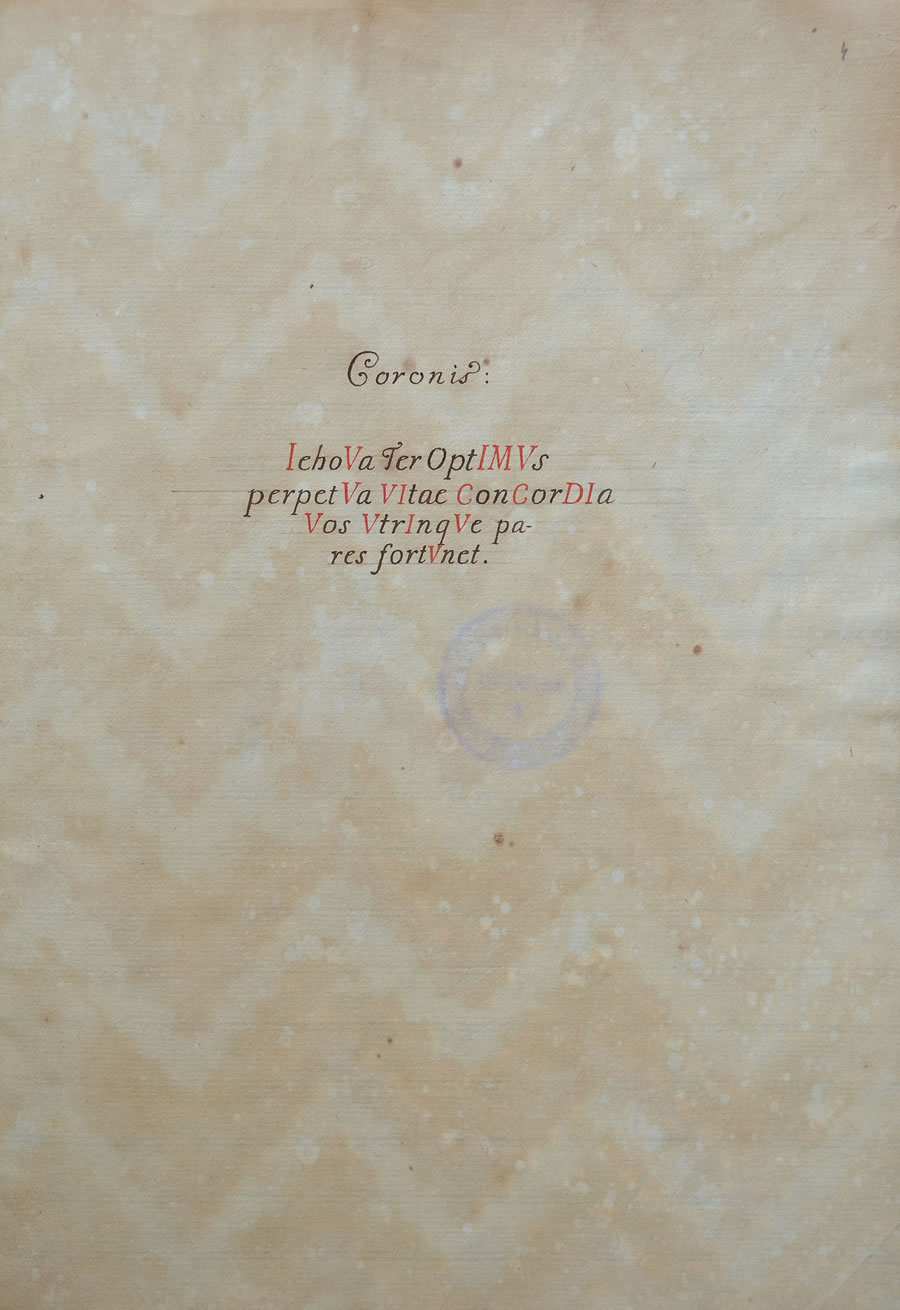 Coronis:
IehoVa Ter OptIMVs
perpetVa VItae ConCorDIa
Vos VtrInqVe pa-
res fortVnet.